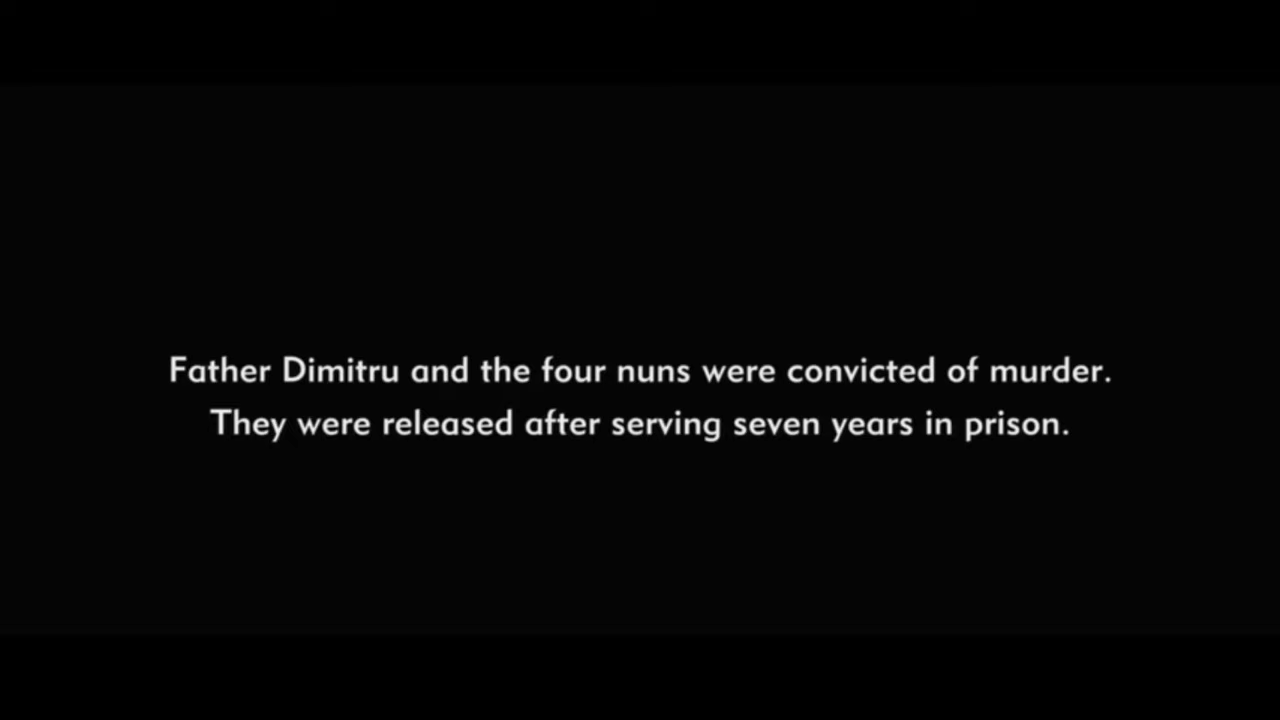 Father Dimitru and the four nuns were convicted of murder.
They were released after serving seven years in prison.